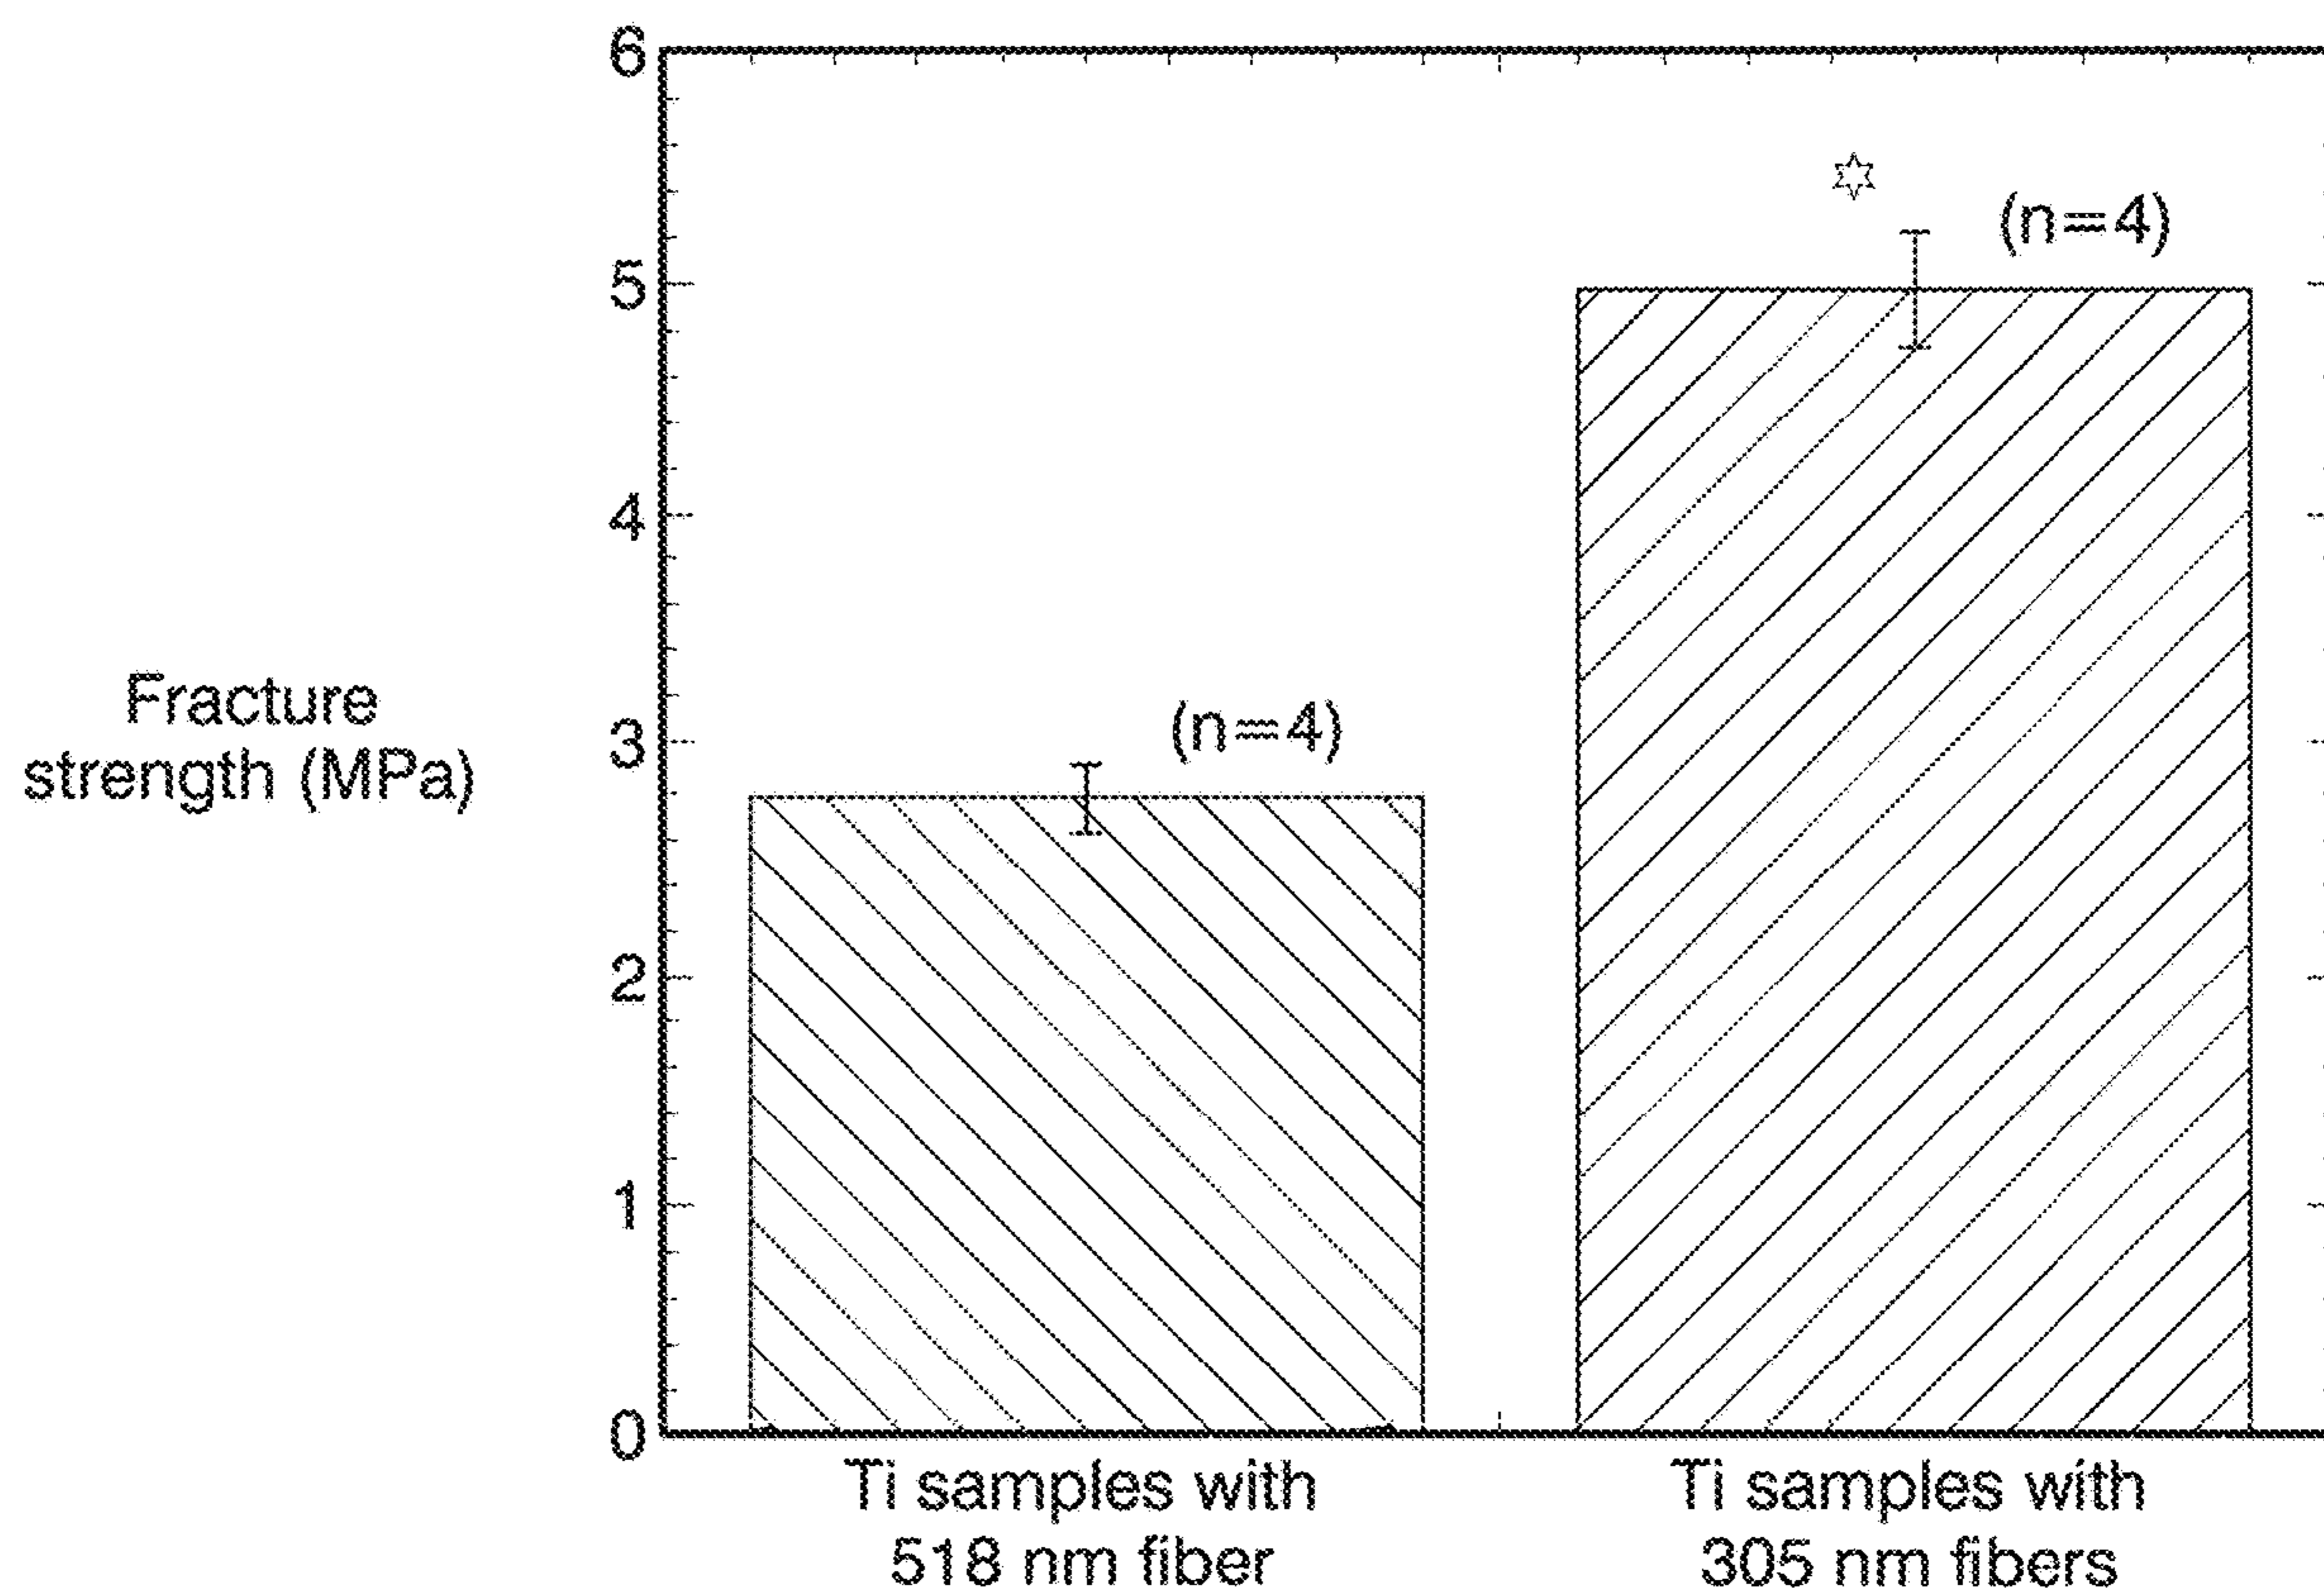 6
5
4
3
2
1
0
Fracture
strength (MPa)
(n=4)
(n=4)
Ti samples with
518 nm fiber
Ti samples with
305 nm fibers